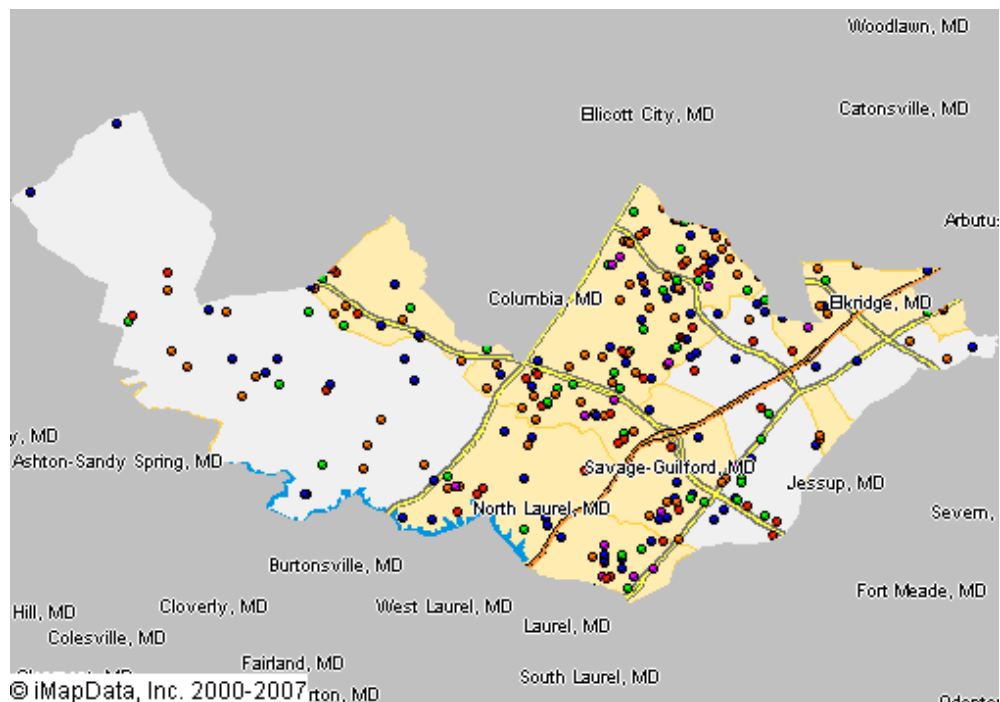 Woodlawn, MD
Ellicott City, MD
Catonsville, MD
Columbia, MD
Elkridge, MD
y, MD
Ashton-Sandy Spring, MD
Savage-Guilford, MD
Jessup, MD
North Laurel, MD
Severn,
Burtonsville, MD
Fort Meade, MD
Hill, MD
Cloverly, MD
West Laurel, MD
Laurel, MD
Colesville, MD
Fairland, MD
South Laurel, MD
© iMapData, Inc. 2000-2007
rton, MD